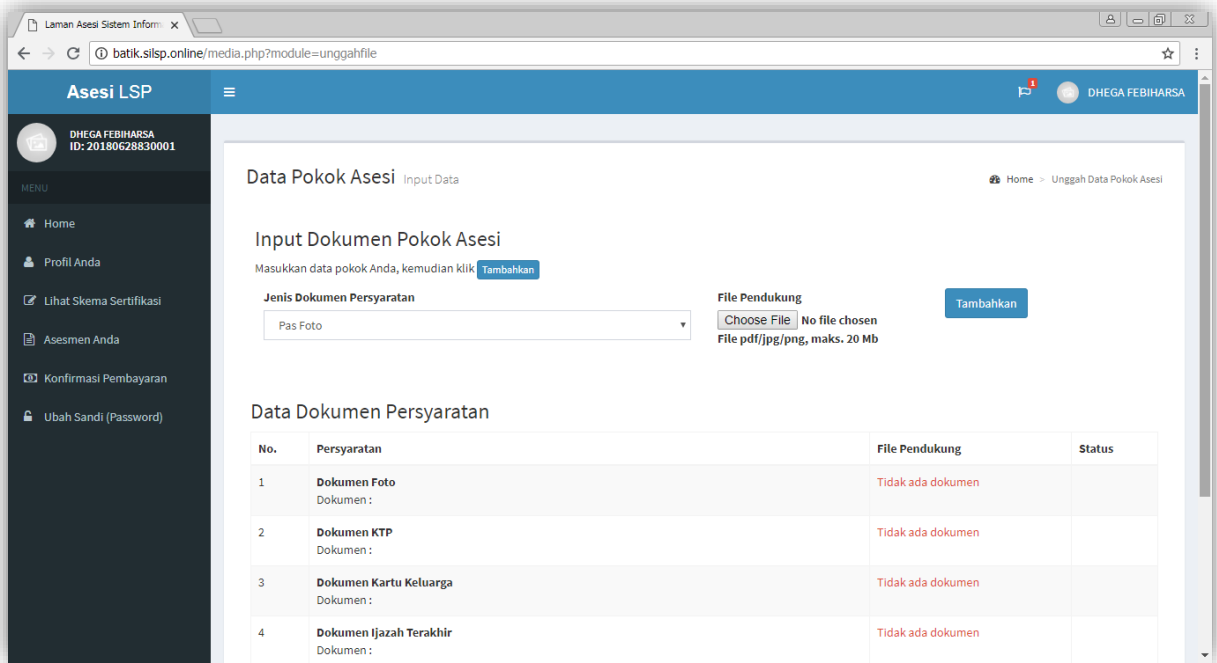 Laman Asesi Sistem Inform
batik.silsp.online/media.php?module=unggahfile
Asesi LSP
1
DHEGA FEBIHARSA
DHEGA FEBIHARSA
ID: 20180628830001
MENU
Home
Profil Anda
Lihat Skema Sertifikasi
Asesmen Anda
Konfirmasi Pembayaran
Ubah Sandi (Password)
Data Pokok Asesi Input Data
Home > Unggah Data Pokok Asesi
Input Dokumen Pokok Asesi
Masukkan data pokok Anda, kemudian klik Tambahkan
Jenis Dokumen Persyaratan
Pas Foto
File Pendukung
Choose File No file chosen
File pdf/jpg/png, maks. 20 Mb
Tambahkan
Data Dokumen Persyaratan
No. Persyaratan File Pendukung Status
1 Dokumen Foto Tidak ada dokumen
Dokumen :
2 Dokumen KTP Tidak ada dokumen
Dokumen :
3 Dokumen Kartu Keluarga Tidak ada dokumen
Dokumen :
4 Dokumen Ijazah Terakhir Tidak ada dokumen
Dokumen :